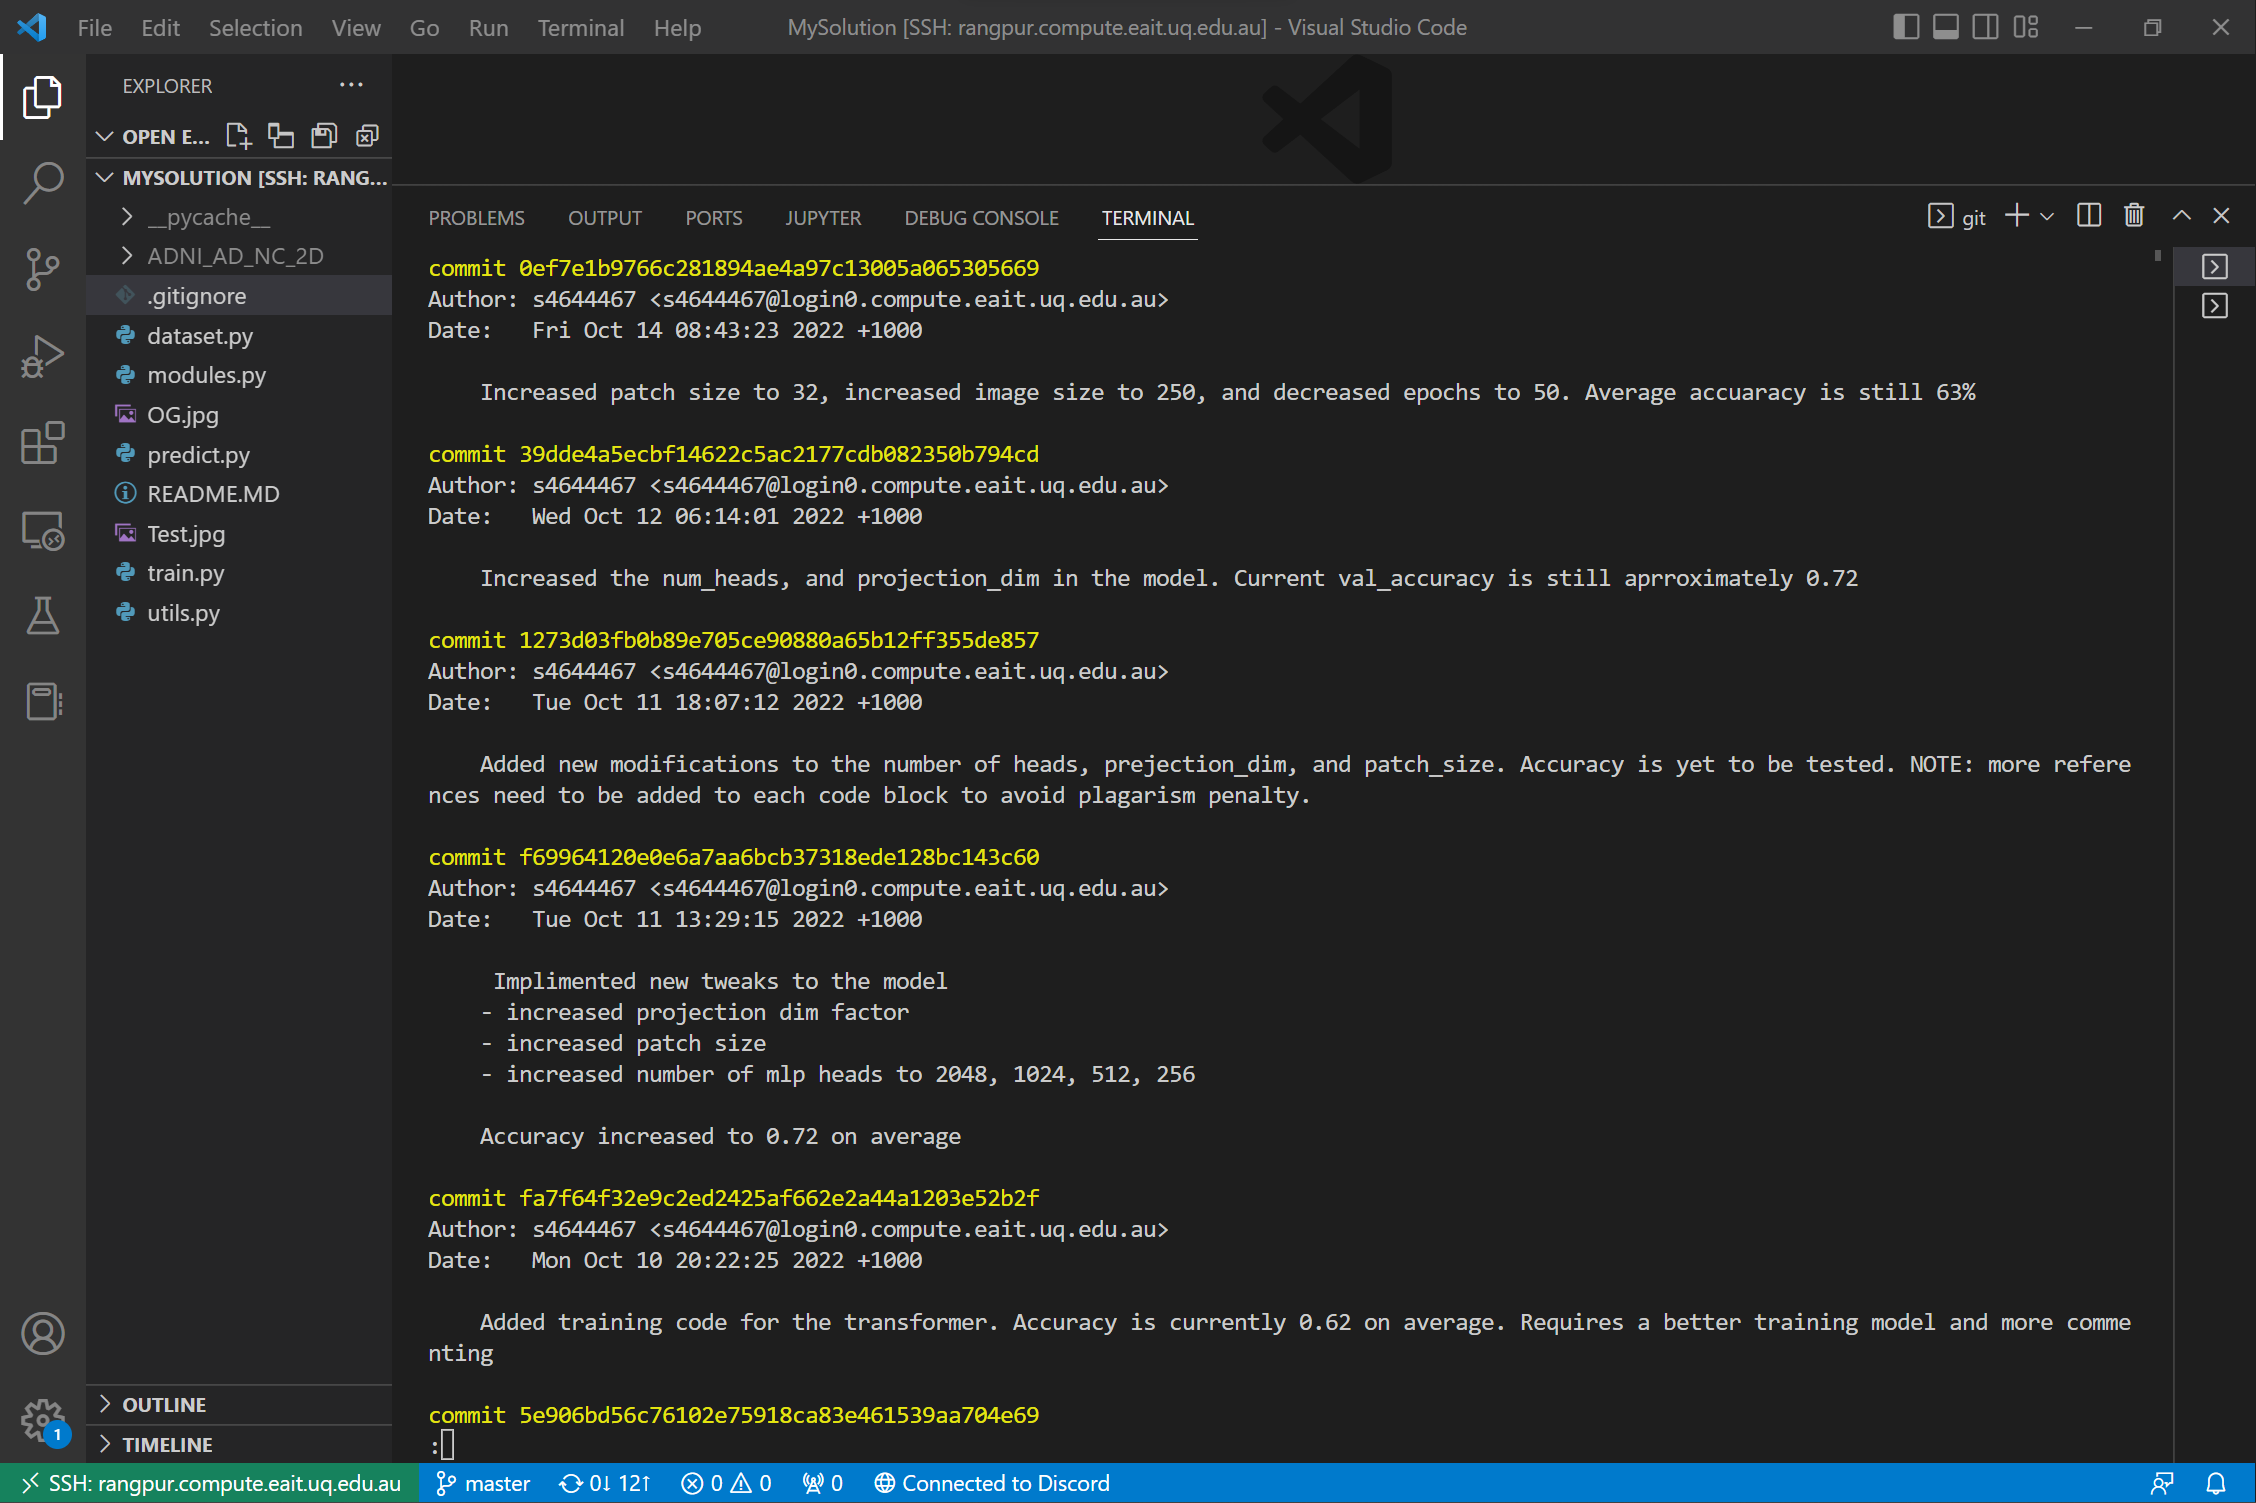 File Edit Selection View Go Run Terminal Help MySolution [SSH: rangpur.compute.eait.uq.edu.au] - Visual Studio Code
EXPLORER
OPEN E...
MYSOLUTION [SSH: RANG...
__pycache__
ADNI_AD_NC_2D
.gitignore
dataset.py
modules.py
OG.jpg
predict.py
README.MD
Test.jpg
train.py
utils.py
OUTLINE
TIMELINE
PROBLEMS OUTPUT PORTS JUPYTER DEBUG CONSOLE TERMINAL git
commit 0ef7e1b9766c281894ae4a97c13005a065305669
Author: s4644467 <s4644467@login0.compute.eait.uq.edu.au>
Date: Fri Oct 14 08:43:23 2022 +1000
Increased patch size to 32, increased image size to 250, and decreased epochs to 50. Average accuaracy is still 63%
commit 39dde4a5ecbf14622c5ac2177cdb082350b794cd
Author: s4644467 <s4644467@login0.compute.eait.uq.edu.au>
Date: Wed Oct 12 06:14:01 2022 +1000
Increased the num_heads, and projection_dim in the model. Current val_accuracy is still aprroximately 0.72
commit 1273d03fb0b89e705ce90880a65b12ff355de857
Author: s4644467 <s4644467@login0.compute.eait.uq.edu.au>
Date: Tue Oct 11 18:07:12 2022 +1000
Added new modifications to the number of heads, prejection_dim, and patch_size. Accuracy is yet to be tested. NOTE: more refere
nces need to be added to each code block to avoid plagarism penalty.
commit f69964120e0e6a7aa6bcb37318ede128bc143c60
Author: s4644467 <s4644467@login0.compute.eait.uq.edu.au>
Date: Tue Oct 11 13:29:15 2022 +1000
Implimented new tweaks to the model
- increased projection dim factor
- increased patch size
- increased number of mlp heads to 2048, 1024, 512, 256
Accuracy increased to 0.72 on average
commit fa7f64f32e9c2ed2425af662e2a44a1203e52b2f
Author: s4644467 <s4644467@login0.compute.eait.uq.edu.au>
Date: Mon Oct 10 20:22:25 2022 +1000
Added training code for the transformer. Accuracy is currently 0.62 on average. Requires a better training model and more comme
nting
commit 5e906bd56c76102e75918ca83e461539aa704e69
:
1
SSH: rangpur.compute.eait.uq.edu.au master 0↓ 12↑ 0 0 0 Connected to Discord